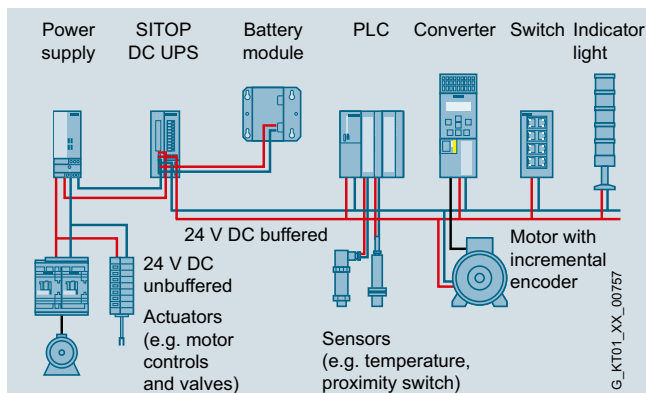 Power
supply
SITOP
DC UPS
Battery
module
PLC
Converter
Switch
Indicator
light
24 V DC buffered
24 V DC
unbuffered
Actuators
(e.g. motor
controls
and valves)
Sensors
(e.g. temperature,
proximity switch)
Motor with
incremental
encoder
G_KT01_XX_00757